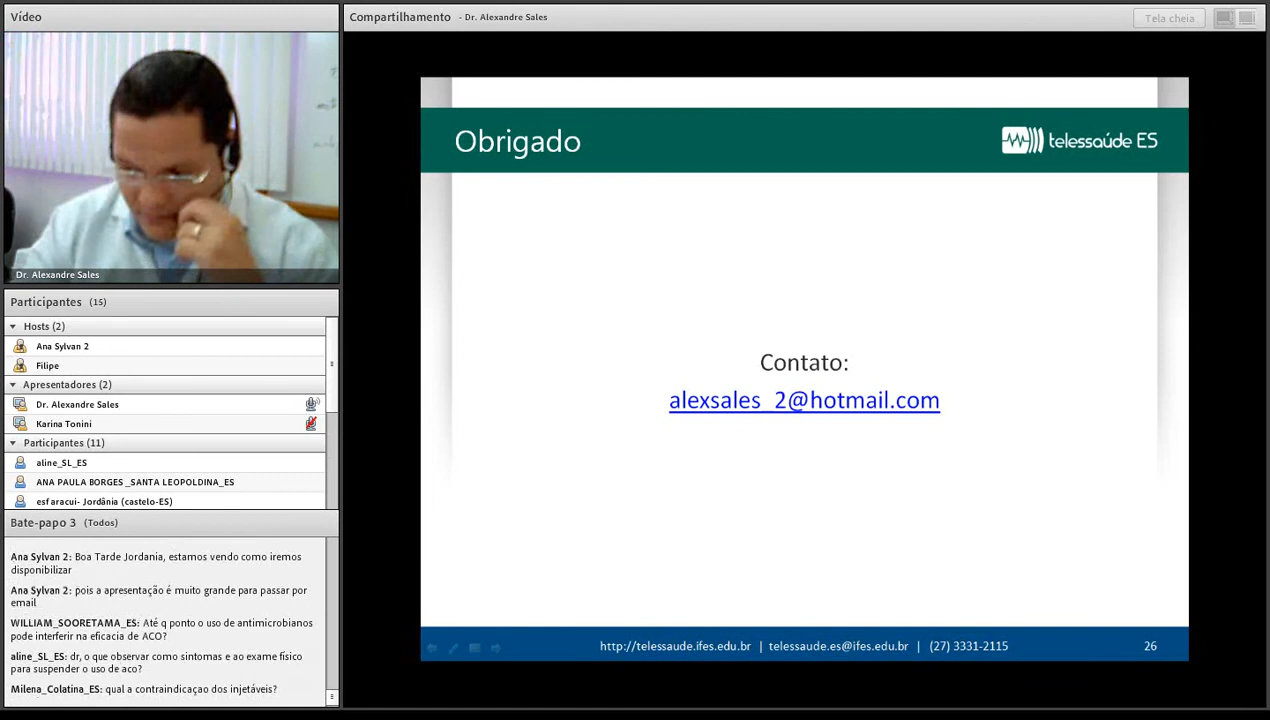 Vídeo
Dr. Alexandre Sales
Participantes (15)
Hosts (2)
Ana Sylvan 2
Filipe
Apresentadores (2)
Dr. Alexandre Sales
Karina Tonini
Participantes (11)
aline_SL_ES
ANA PAULA BORGES _SANTA LEOPOLDINA_ES
esf aracui- Jordânia (castelo-ES)
Bate-papo 3 (Todos)
Ana Sylvan 2: Boa Tarde Jordania, estamos vendo como iremos
disponibilizar
Ana Sylvan 2: pois a apresentação é muito grande para passar por
email
WILLIAM_SOORETAMA_ES: Até q ponto o uso de antimicrobianos
pode interferir na eficacia de ACO?
aline_SL_ES: dr, o que observar como sintomas e ao exame físico
para suspender o uso de aco?
Milena_Colatina_ES: qual a contraindicaçao dos injetáveis?
Compartilhamento - Dr. Alexandre Sales
Tela cheia
Obrigado
telessaúde ES
Contato:
alexsales_2@hotmail.com
http://telessaude.ifes.edu.br | telessaude.es@ifes.edu.br | (27) 3331-2115
26